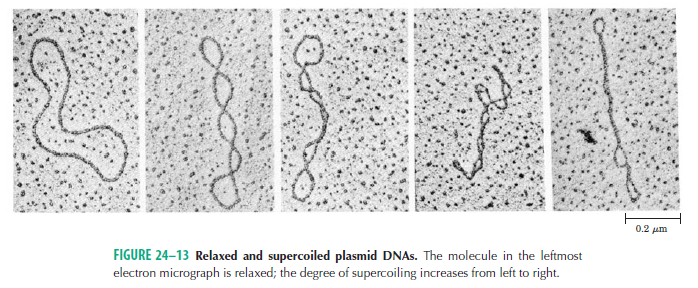 0.2 μm
FIGURE 24–13 Relaxed and supercoiled plasmid DNAs. The molecule in the leftmost
electron micrograph is relaxed; the degree of supercoiling increases from left to right.